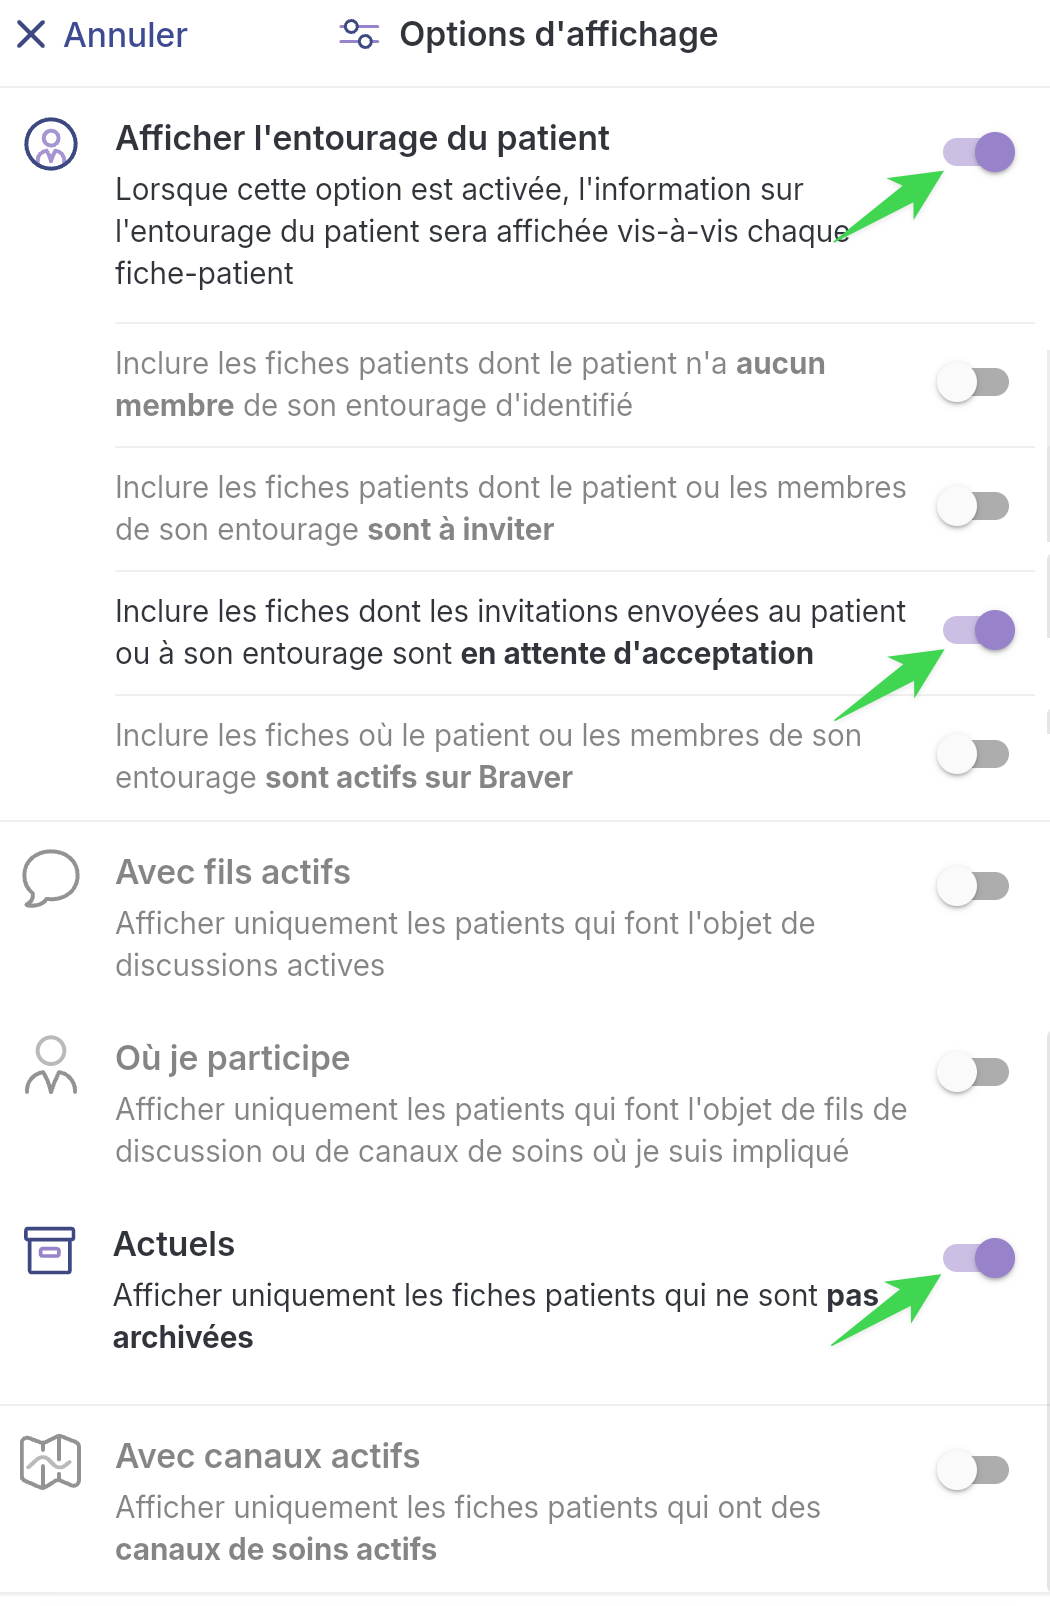 Annuler
Options d'affichage
Afficher l'entourage du patient
Lorsque cette option est activée, l'information sur
l'entourage du patient sera affichée vis-à-vis chaque
fiche-patient
Inclure les fiches patients dont le patient n'a aucun
membre de son entourage d'identifié
Inclure les fiches patients dont le patient ou les membres
de son entourage sont à inviter
Inclure les fiches dont les invitations envoyées au patient
ou à son entourage sont en attente d'acceptation
Inclure les fiches où le patient ou les membres de son
entourage sont actifs sur Braver
Avec fils actifs
Afficher uniquement les patients qui font l'objet de
discussions actives
Où je participe
Afficher uniquement les patients qui font l'objet de fils de
discussion ou de canaux de soins où je suis impliqué
Actuels
Afficher uniquement les fiches patients qui ne sont pas
archivées
Avec canaux actifs
Afficher uniquement les fiches patients qui ont des
canaux de soins actifs